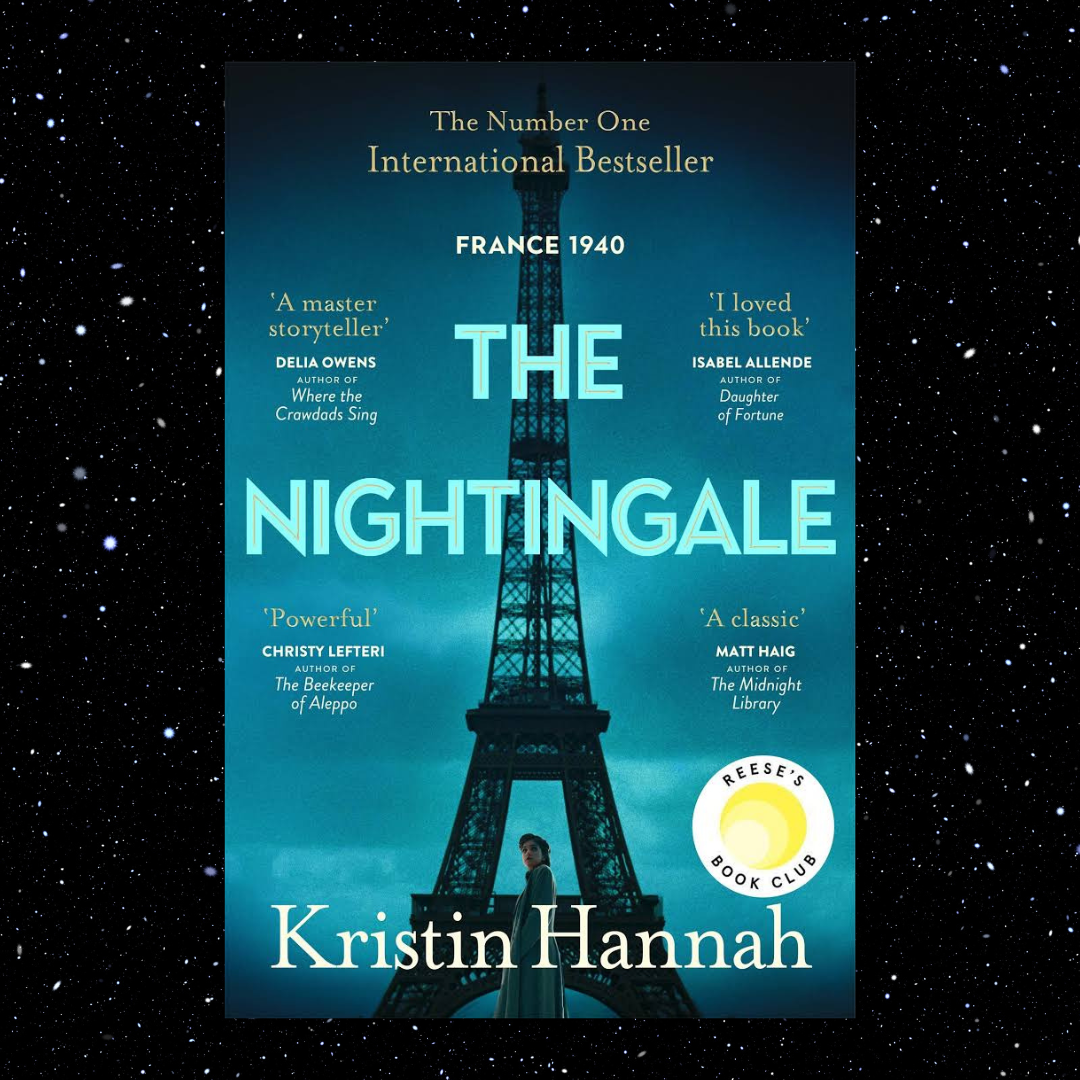 The Number One
International Bestseller
FRANCE 1940
‘A master
storyteller’
DELIA OWENS
AUTHOR OF
Where the
Crawdads Sing
‘I loved
this book’
ISABEL ALLENDE
AUTHOR OF
Daughter
of Fortune
THE
NIGHTINGALE
‘Powerful’
CHRISTY LEFTERI
AUTHOR OF
The Beekeeper
of Aleppo
‘A classic’
MATT HAIG
AUTHOR OF
The Midnight
Library
REESE’S
BOOK CLUB
Kristin Hannah